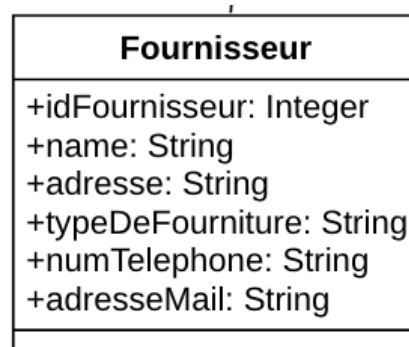 Fournisseur
+idFournisseur: Integer
+name: String
+adresse: String
+typeDeFourniture: String
+numTelephone: String
+adresseMail: String